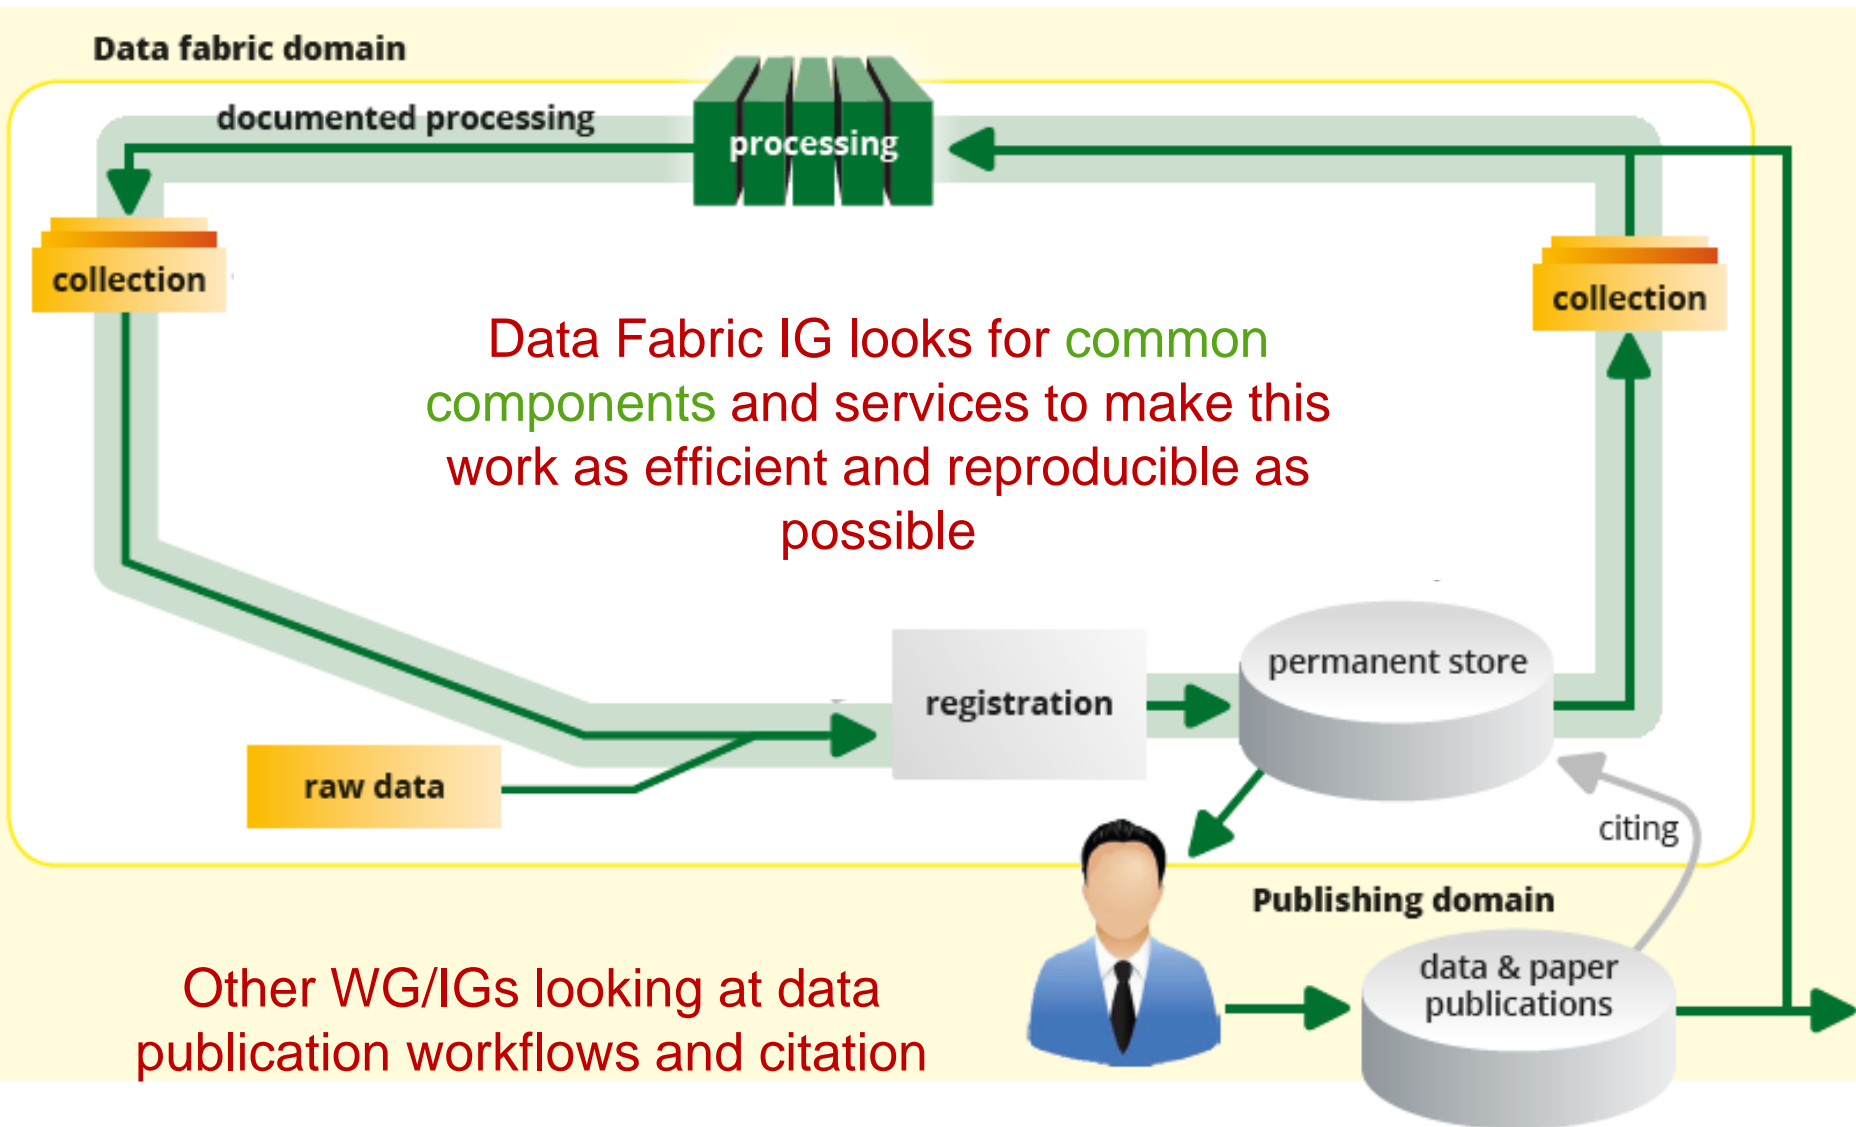 Data fabric domain
documented processing
processing
collection
collection
Data Fabric IG looks for common
components and services to make this
work as efficient and reproducible as
possible
permanent store
registration
raw data
citing
Publishing domain
data & paper
publications
Other WG/IGs looking at data
publication workflows and citation